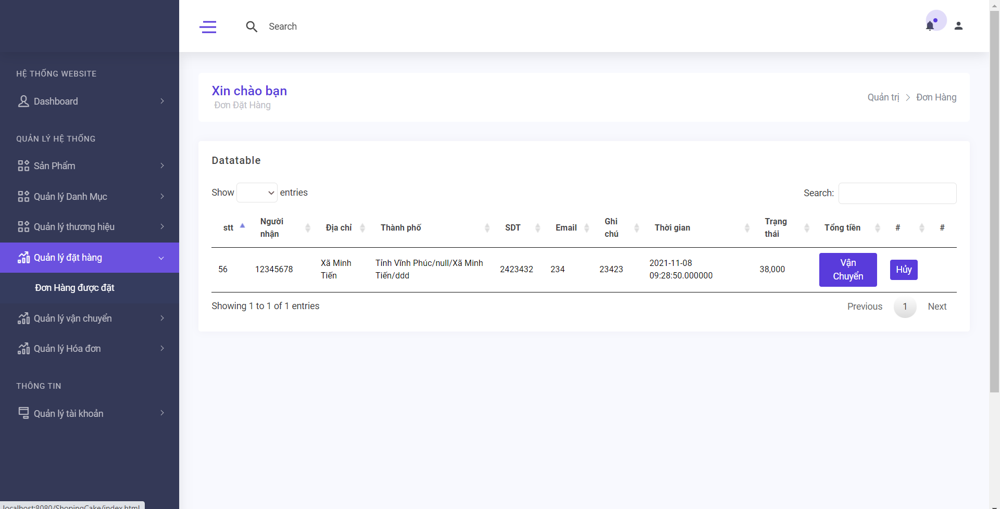 Search
HỆ THỐNG WEBSITE
Dashboard
QUẢN LÝ HỆ THỐNG
Sản Phẩm
Quản lý Danh Mục
Quản lý thương hiệu
Quản lý đặt hàng
Đơn Hàng được đặt
Quản lý vận chuyển
Quản lý Hóa đơn
THÔNG TIN
Quản lý tài khoản
Xin chào bạn
Đơn Đặt Hàng
Quản trị > Đơn Hàng
Datatable
Show entries
Search:
stt Người nhận Địa chỉ Thành phố SDT Email Ghi chú Thời gian Trạng thái Tổng tiền # #
56 12345678 Xã Minh Tiến Tỉnh Vĩnh Phúc/null/Xã Minh Tiến/ddd 2423432 234 23423 2021-11-08 09:28:50.000000 38,000 Vận Chuyển Hủy
Showing 1 to 1 of 1 entries
Previous 1 Next
localhost:8080/ShopingCake/index.html